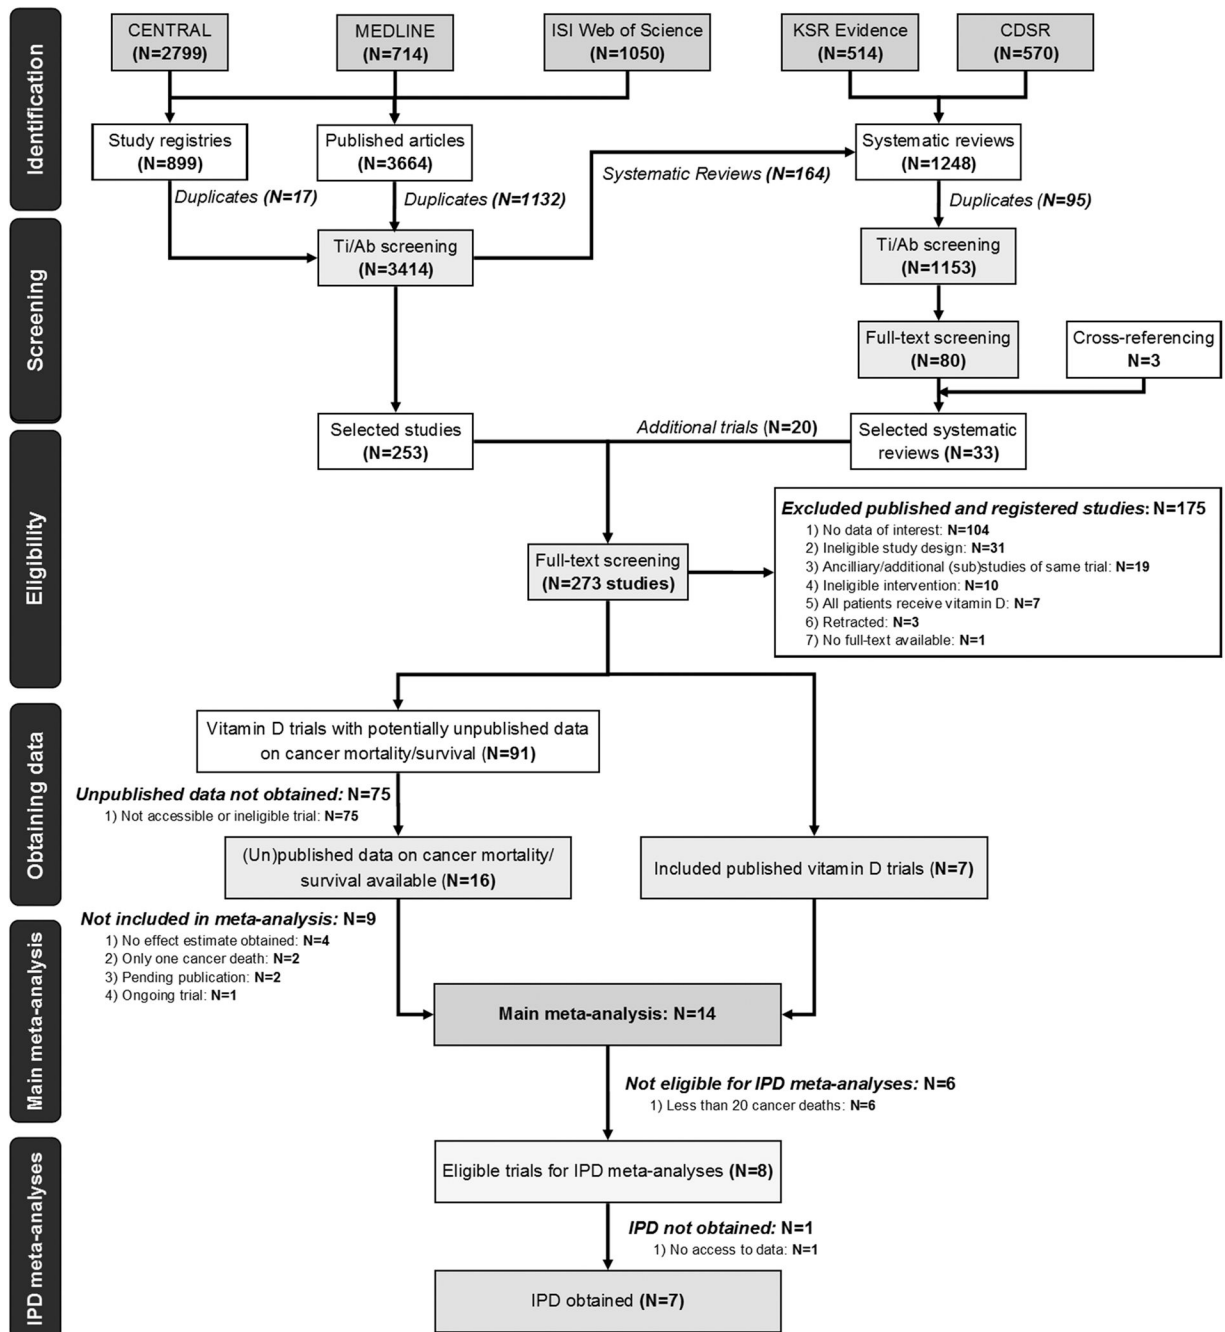 Identification
CENTRAL
(N=2799)
MEDLINE
(N=714)
ISI Web of Science
(N=1050)
KSR Evidence
(N=514)
CDSR
(N=570)
Study registries
(N=899)
Published articles
(N=3664)
Systematic Reviews (N=164)
Systematic reviews
(N=1248)
Duplicates (N=17)
Duplicates (N=1132)
Duplicates (N=95)
Screening
Ti/Ab screening
(N=3414)
Ti/Ab screening
(N=1153)
Full-text screening
(N=80)
Cross-referencing
N=3
Selected studies
(N=253)
Additional trials (N=20)
Selected systematic
reviews (N=33)
Eligibility
Full-text screening
(N=273 studies)
Excluded published and registered studies: N=175
1) No data of interest: N=104
2) Ineligible study design: N=31
3) Ancilliary/additional (sub)studies of same trial: N=19
4) Ineligible intervention: N=10
5) All patients receive vitamin D: N=7
6) Retracted: N=3
7) No full-text available: N=1
Obtaining data
Vitamin D trials with potentially unpublished data
on cancer mortality/survival (N=91)
Unpublished data not obtained: N=75
1) Not accessible or ineligible trial: N=75
(Un)published data on cancer mortality/
survival available (N=16)
Included published vitamin D trials (N=7)
Main meta-analysis
Not included in meta-analysis: N=9
1) No effect estimate obtained: N=4
2) Only one cancer death: N=2
3) Pending publication: N=2
4) Ongoing trial: N=1
Main meta-analysis: N=14
Not eligible for IPD meta-analyses: N=6
1) Less than 20 cancer deaths: N=6
IPD meta-analyses
Eligible trials for IPD meta-analyses (N=8)
IPD not obtained: N=1
1) No access to data: N=1
IPD obtained (N=7)